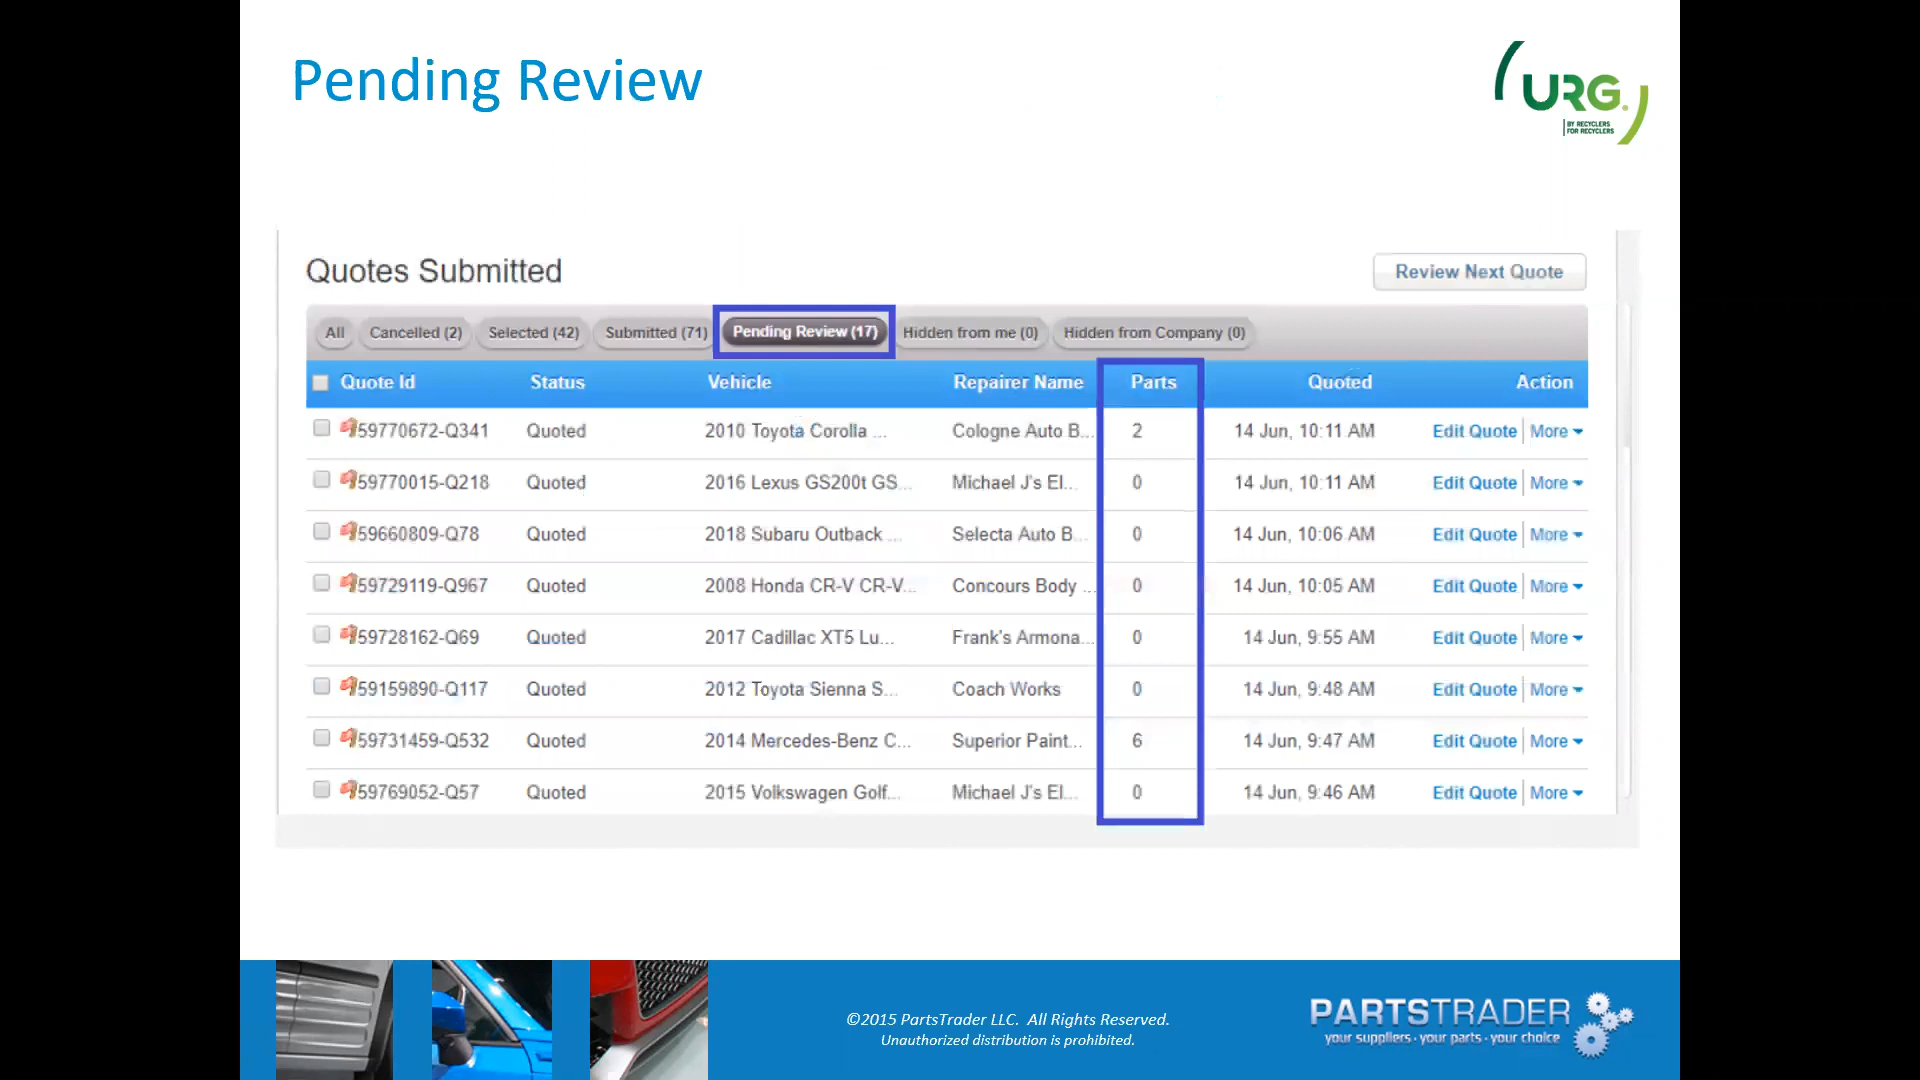 Pending Review
URG.
BY RECYCLERS
FOR RECYCLERS
Quotes Submitted
Review Next Quote
All Cancelled (2) Selected (42) Submitted (71) Pending Review (17) Hidden from me (0) Hidden from Company (0)
Quote Id Status Vehicle Repairer Name Parts Quoted Action
59770672-Q341 Quoted 2010 Toyota Corolla ... Cologne Auto B... 2 14 Jun, 10:11 AM Edit Quote More
59770015-Q218 Quoted 2016 Lexus GS200t GS... Michael J's El... 0 14 Jun, 10:11 AM Edit Quote More
59660809-Q78 Quoted 2018 Subaru Outback ... Selecta Auto B... 0 14 Jun, 10:06 AM Edit Quote More
59729119-Q967 Quoted 2008 Honda CR-V CR-V... Concours Body ... 0 14 Jun, 10:05 AM Edit Quote More
59728162-Q69 Quoted 2017 Cadillac XT5 Lu... Frank's Armona... 0 14 Jun, 9:55 AM Edit Quote More
59159890-Q117 Quoted 2012 Toyota Sienna S... Coach Works 0 14 Jun, 9:48 AM Edit Quote More
59731459-Q532 Quoted 2014 Mercedes-Benz C... Superior Paint... 6 14 Jun, 9:47 AM Edit Quote More
59769052-Q57 Quoted 2015 Volkswagen Golf... Michael J's El... 0 14 Jun, 9:46 AM Edit Quote More
©2015 PartsTrader LLC. All Rights Reserved.
Unauthorized distribution is prohibited.
PARTSTRADER
your suppliers · your parts · your choice